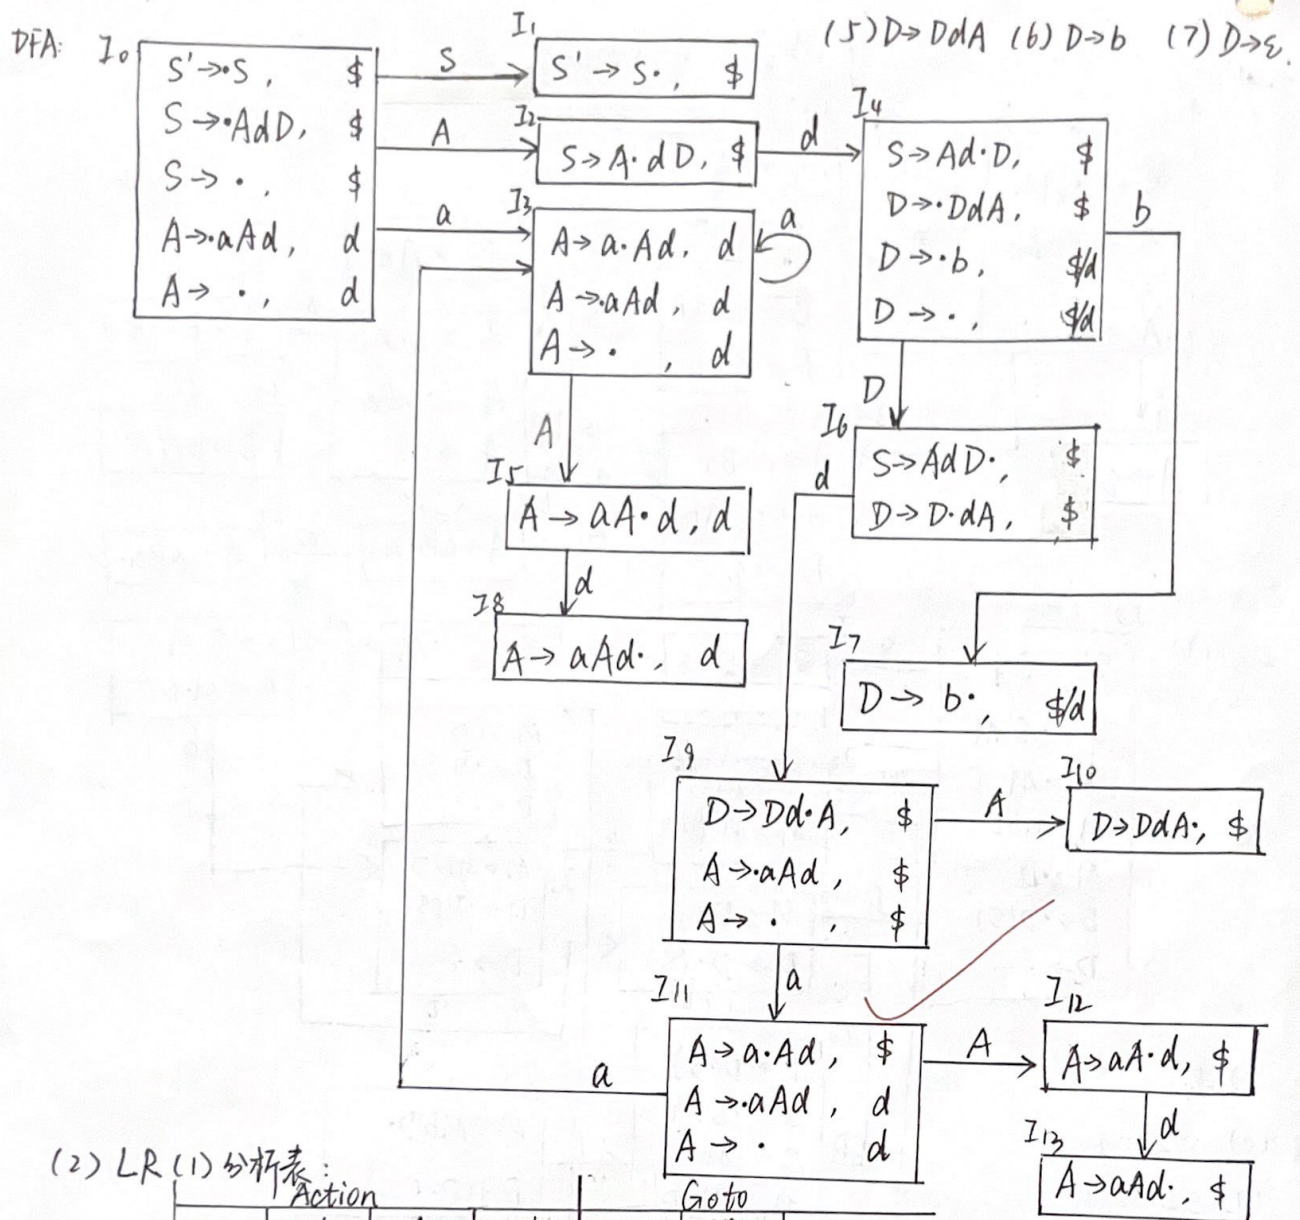 DFA:
(5) D→DdA (6) D→b (7) D→ε.
I0
S'→·S, $
S→·AdD, $
S→·, $
A→·aAd, d
A→·, d
S
A
a
I1
S'→S·, $
I2
S→A·dD, $
d
I3
A→a·Ad, d
A→·aAd, d
A→·, d
a
I4
S→Ad·D, $
D→·DdA, $
D→·b, $/d
D→·, $/d
b
D
A
I5
A→aA·d, d
d
I6
S→AdD·, $
D→D·dA, $
d
I8
A→aAd·, d
I7
D→b·, $/d
I9
D→Dd·A, $
A→·aAd, $
A→·, $
A
I10
D→DdA·, $
a
I11
A→a·Ad, $
A→·aAd, d
A→· d
a
A
I12
A→aA·d, $
d
I13
A→aAd·, $
(2) LR(1)分析表:
Action Goto